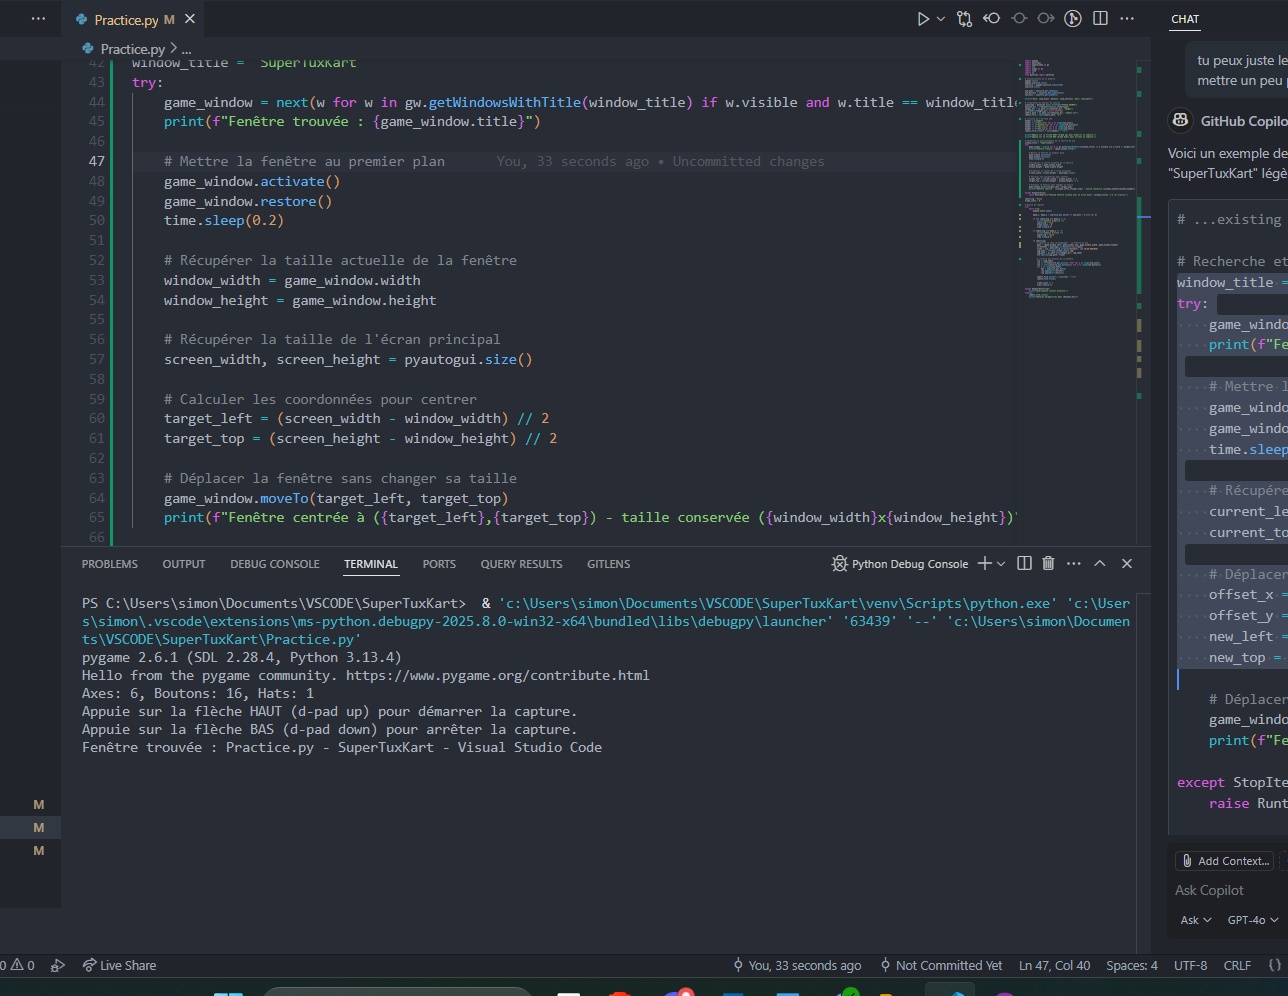 Practice.py M
CHAT
Practice.py > ...
42 window_title = "SuperTuxKart"
43 try:
44 game_window = next(w for w in gw.getWindowsWithTitle(window_title) if w.visible and w.title == window_titl
45 print(f"Fenêtre trouvée : {game_window.title}")
46
47 # Mettre la fenêtre au premier plan You, 33 seconds ago • Uncommitted changes
48 game_window.activate()
49 game_window.restore()
50 time.sleep(0.2)
51
52 # Récupérer la taille actuelle de la fenêtre
53 window_width = game_window.width
54 window_height = game_window.height
55
56 # Récupérer la taille de l'écran principal
57 screen_width, screen_height = pyautogui.size()
58
59 # Calculer les coordonnées pour centrer
60 target_left = (screen_width - window_width) // 2
61 target_top = (screen_height - window_height) // 2
62
63 # Déplacer la fenêtre sans changer sa taille
64 game_window.moveTo(target_left, target_top)
65 print(f"Fenêtre centrée à ({target_left},{target_top}) - taille conservée ({window_width}x{window_height})"
66
PROBLEMS OUTPUT DEBUG CONSOLE TERMINAL PORTS QUERY RESULTS GITLENS
Python Debug Console
PS C:\Users\simon\Documents\VSCODE\SuperTuxKart> & 'c:\Users\simon\Documents\VSCODE\SuperTuxKart\venv\Scripts\python.exe' 'c:\User
s\simon\.vscode\extensions\ms-python.debugpy-2025.8.0-win32-x64\bundled\libs\debugpy\launcher' '63439' '--' 'c:\Users\simon\Documen
ts\VSCODE\SuperTuxKart\Practice.py'
pygame 2.6.1 (SDL 2.28.4, Python 3.13.4)
Hello from the pygame community. https://www.pygame.org/contribute.html
Axes: 6, Boutons: 16, Hats: 1
Appuie sur la flèche HAUT (d-pad up) pour démarrer la capture.
Appuie sur la flèche BAS (d-pad down) pour arrêter la capture.
Fenêtre trouvée : Practice.py - SuperTuxKart - Visual Studio Code
M
M
M
tu peux juste le
mettre un peu
GitHub Copilo
Voici un exemple de
"SuperTuxKart" légè
# ...existing
# Recherche et
window_title =
try:
game_windo
print(f"Fe
# Mettre l
game_windo
game_windo
time.sleep
# Récupére
current_le
current_to
# Déplacer
offset_x =
offset_y =
new_left =
new_top =
# Déplacer
game_windo
print(f"Fe
except StopIte
raise Runt
Add Context...
Ask Copilot
Ask GPT-4o
0 0 Live Share
You, 33 seconds ago Not Committed Yet Ln 47, Col 40 Spaces: 4 UTF-8 CRLF {}